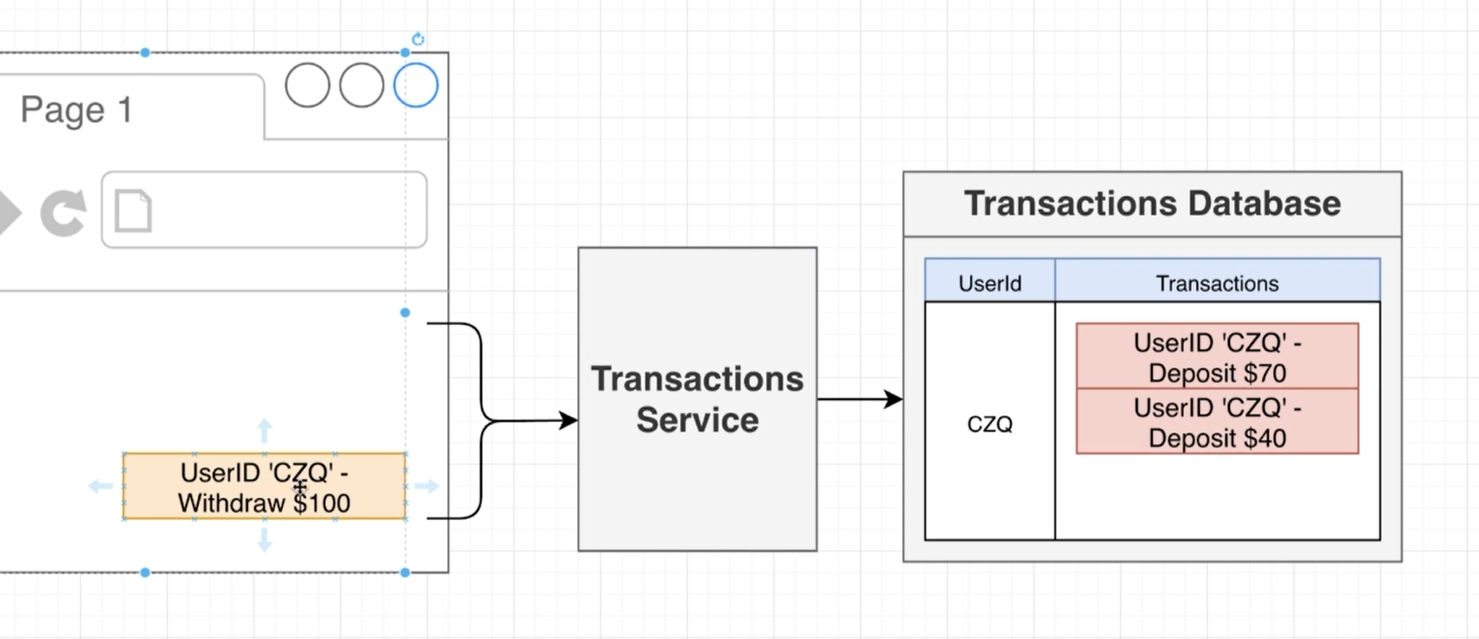 Page 1
UserID 'CZQ' -
Withdraw $100
Transactions
Service
Transactions Database
UserId
Transactions
CZQ
UserID 'CZQ' -
Deposit $70
UserID 'CZQ' -
Deposit $40